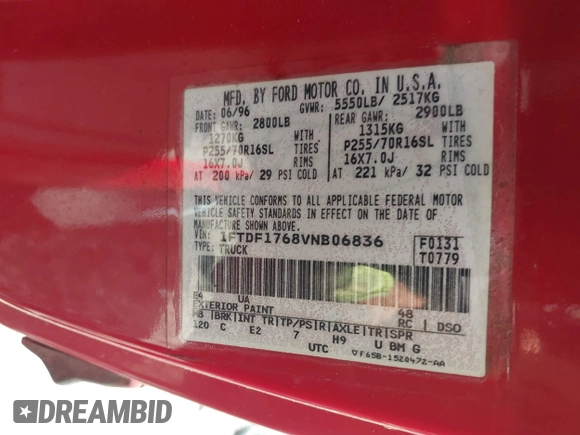 MFD. BY FORD MOTOR CO. IN U.S.A.
DATE: 06/96 GVWR: 5550LB/ 2517KG
FRONT GAWR: 2800LB REAR GAWR: 2900LB
1270KG WITH 1315KG WITH
P255/70R16SL TIRES P255/70R16SL TIRES
16X7.0J RIMS 16X7.0J RIMS
AT 200 kPa/ 29 PSI COLD AT 221 kPa/ 32 PSI COLD
THIS VEHICLE CONFORMS TO ALL APPLICABLE FEDERAL MOTOR
VEHICLE SAFETY STANDARDS IN EFFECT ON THE DATE OF
MANUFACTURE SHOWN ABOVE.
VIN: 1FTDF1768VNB06836 F0131
TYPE: TRUCK T0779
E4 UA 48
EXTERIOR PAINT RC DSO
WB BRK INT TR TP/PS R AXLE TR SPR
120 C E2 7 H9 U BM G
UTC ▽F65B-1520472-AA
DREAMBID